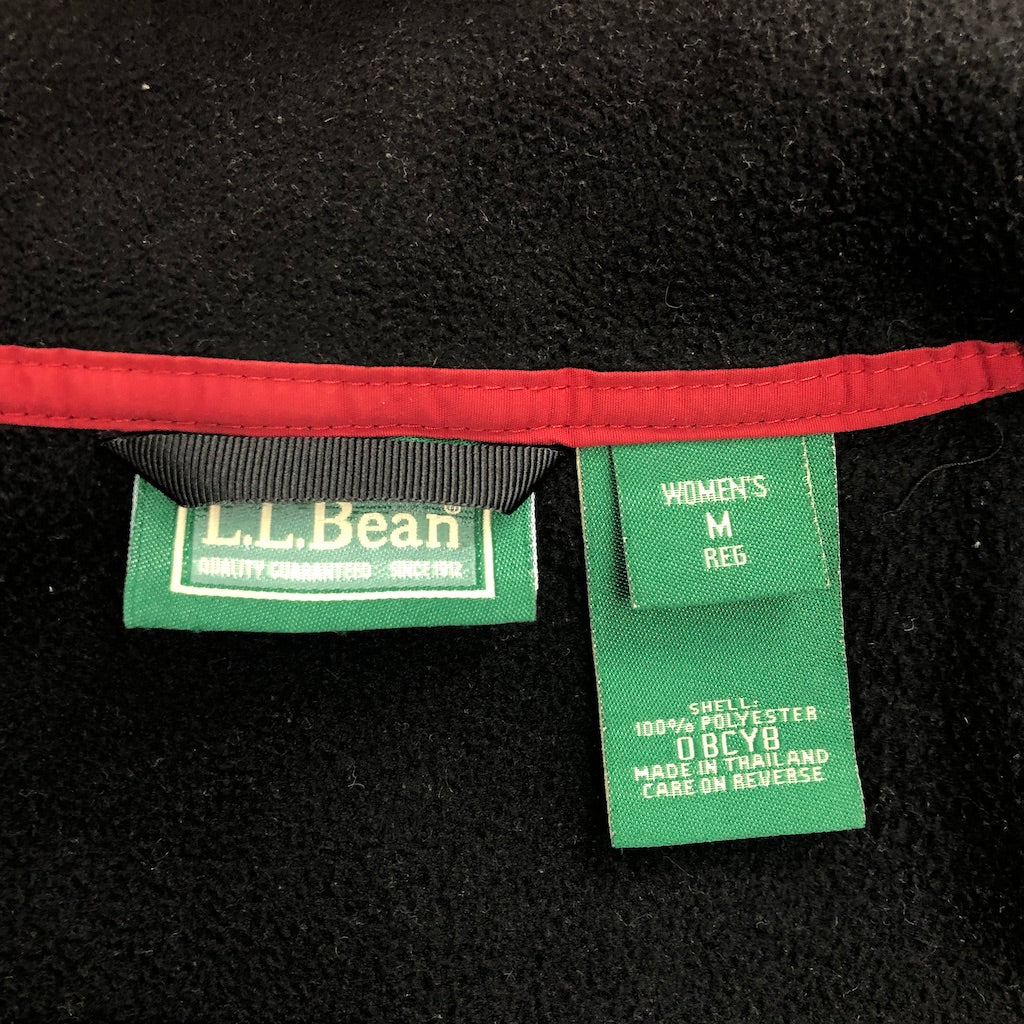 L.L.Bean®
QUALITY GUARANTEED SINCE 1912
WOMEN'S
M
REG
SHELL:
100% POLYESTER
0BCY8
MADE IN THAILAND
CARE ON REVERSE